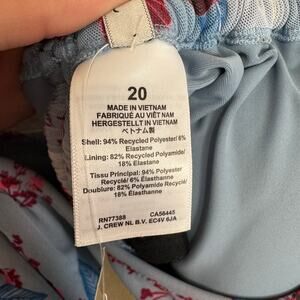 20
MADE IN VIETNAM
FABRIQUÉ AU VIÊT NAM
HERGESTELLT IN VIETNAM
ベトナム製
Shell: 94% Recycled Polyester/ 6%
Elastane
Lining: 82% Recycled Polyamide/
18% Elastane
Tissu Principal: 94% Polyester
Recyclé/ 6% Élasthanne
Doublure: 82% Polyamide Recyclé/
18% Élasthanne
RN77388 CA56445
J. CREW NL B.V. EC4V 6JA